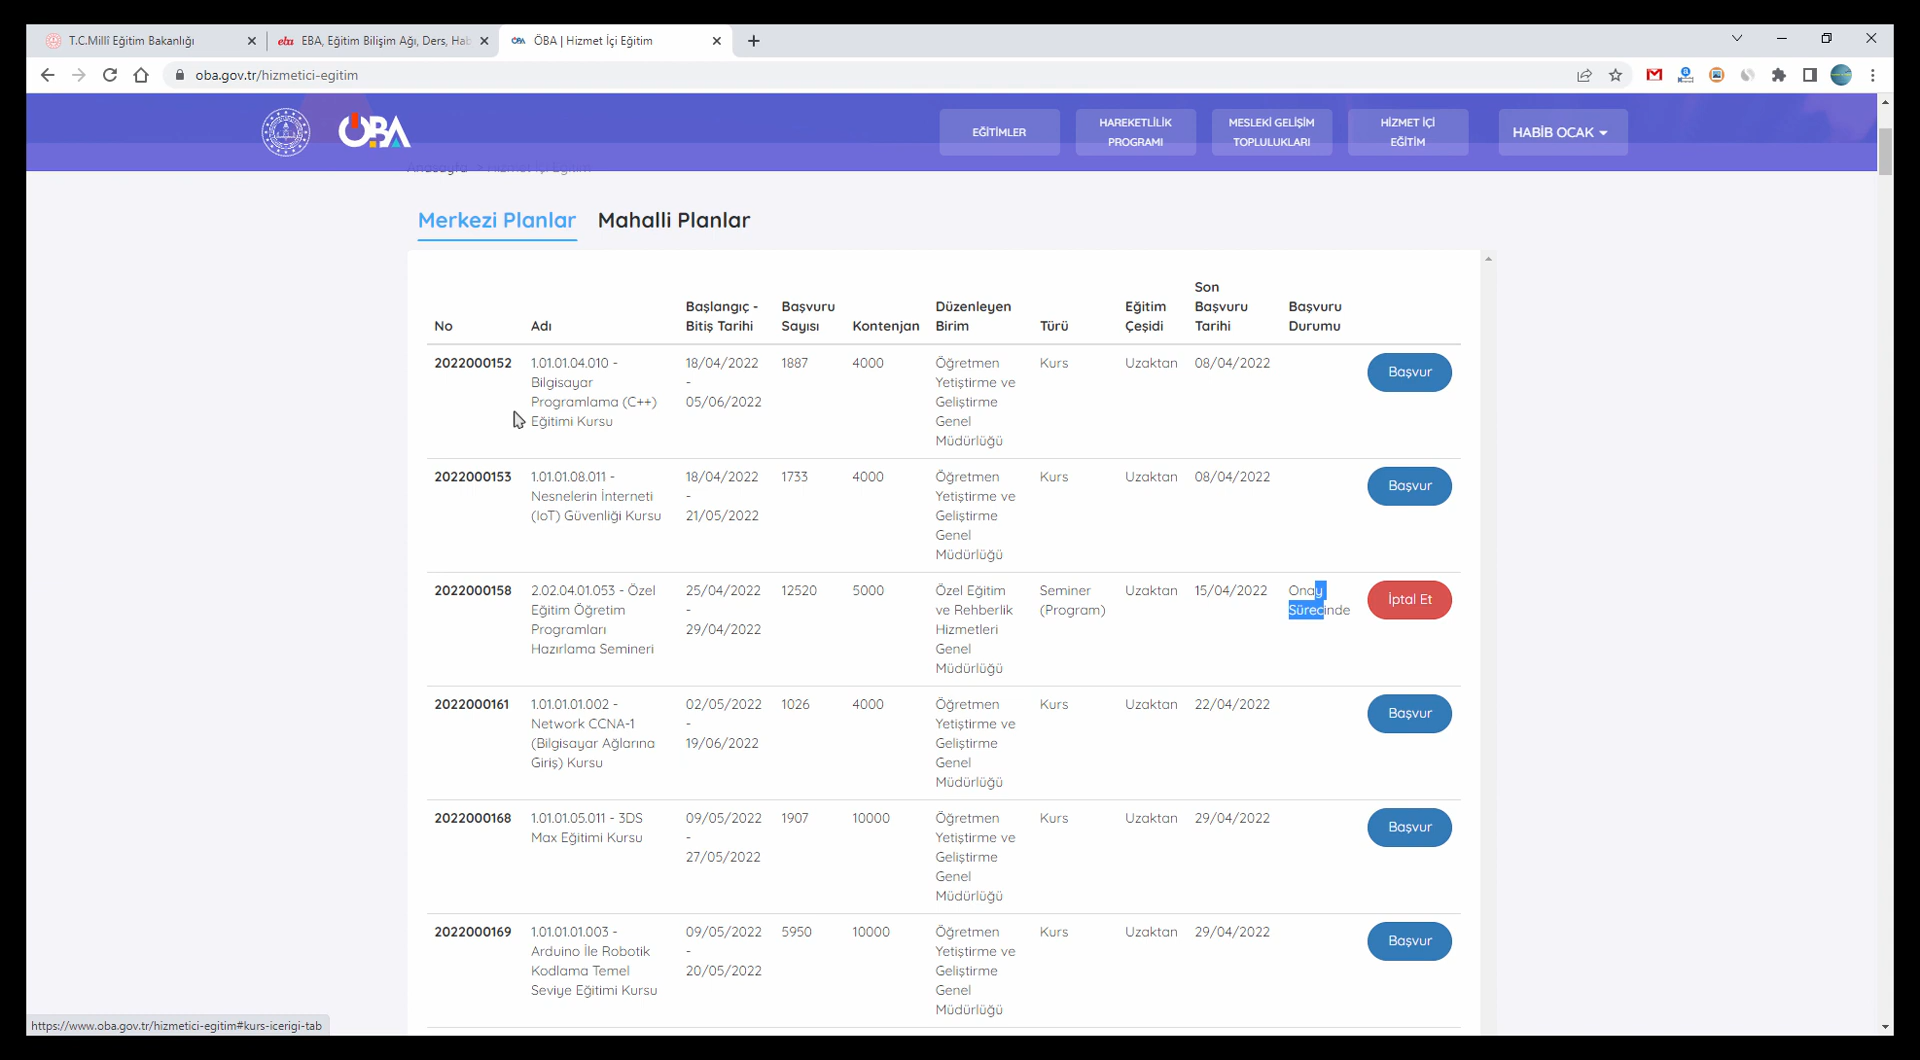 T.C.Millî Eğitim Bakanlığı
eba EBA, Eğitim Bilişim Ağı, Ders, Hab
ÖBA ÖBA | Hizmet İçi Eğitim
oba.gov.tr/hizmetici-egitim
ÖBA
EĞİTİMLER
HAREKETLİLİK
PROGRAMI
MESLEKİ GELİŞİM
TOPLULUKLARI
HİZMET İÇİ
EĞİTİM
HABİB OCAK
Anasayfa > Hizmet İçi Eğitim
Merkezi Planlar Mahalli Planlar
No
Adı
Başlangıç -
Bitiş Tarihi
Başvuru
Sayısı
Kontenjan
Düzenleyen
Birim
Türü
Eğitim
Çeşidi
Son
Başvuru
Tarihi
Başvuru
Durumu
2022000152
1.01.01.04.010 -
Bilgisayar
Programlama (C++)
Eğitimi Kursu
18/04/2022
-
05/06/2022
1887
4000
Öğretmen
Yetiştirme ve
Geliştirme
Genel
Müdürlüğü
Kurs
Uzaktan
08/04/2022
Başvur
2022000153
1.01.01.08.011 -
Nesnelerin İnterneti
(IoT) Güvenliği Kursu
18/04/2022
-
21/05/2022
1733
4000
Öğretmen
Yetiştirme ve
Geliştirme
Genel
Müdürlüğü
Kurs
Uzaktan
08/04/2022
Başvur
2022000158
2.02.04.01.053 - Özel
Eğitim Öğretim
Programları
Hazırlama Semineri
25/04/2022
-
29/04/2022
12520
5000
Özel Eğitim
ve Rehberlik
Hizmetleri
Genel
Müdürlüğü
Seminer
(Program)
Uzaktan
15/04/2022
Onay
Sürecinde
İptal Et
2022000161
1.01.01.01.002 -
Network CCNA-1
(Bilgisayar Ağlarına
Giriş) Kursu
02/05/2022
-
19/06/2022
1026
4000
Öğretmen
Yetiştirme ve
Geliştirme
Genel
Müdürlüğü
Kurs
Uzaktan
22/04/2022
Başvur
2022000168
1.01.01.05.011 - 3DS
Max Eğitimi Kursu
09/05/2022
-
27/05/2022
1907
10000
Öğretmen
Yetiştirme ve
Geliştirme
Genel
Müdürlüğü
Kurs
Uzaktan
29/04/2022
Başvur
2022000169
1.01.01.01.003 -
Arduino İle Robotik
Kodlama Temel
Seviye Eğitimi Kursu
09/05/2022
-
20/05/2022
5950
10000
Öğretmen
Yetiştirme ve
Geliştirme
Genel
Müdürlüğü
Kurs
Uzaktan
29/04/2022
Başvur
https://www.oba.gov.tr/hizmetici-egitim#kurs-icerigi-tab